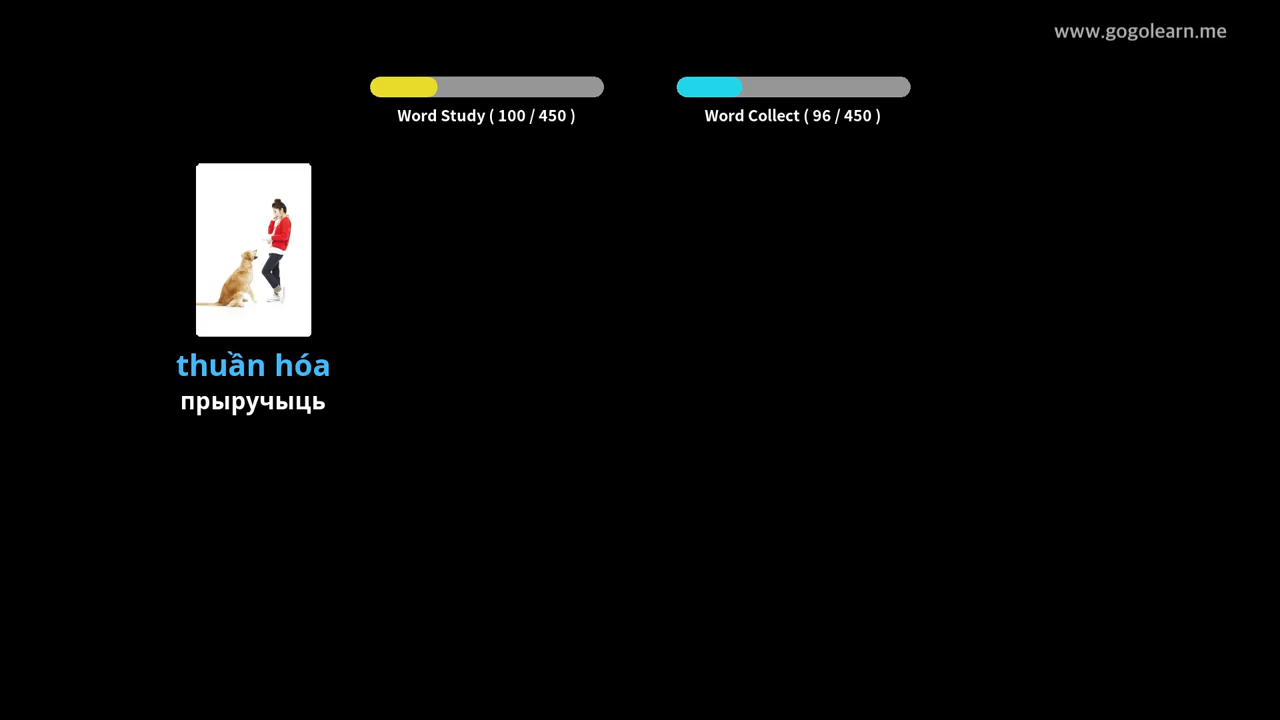 www.gogolearn.me
Word Study ( 100 / 450 )
Word Collect ( 96 / 450 )
thuần hóa
прыручыць